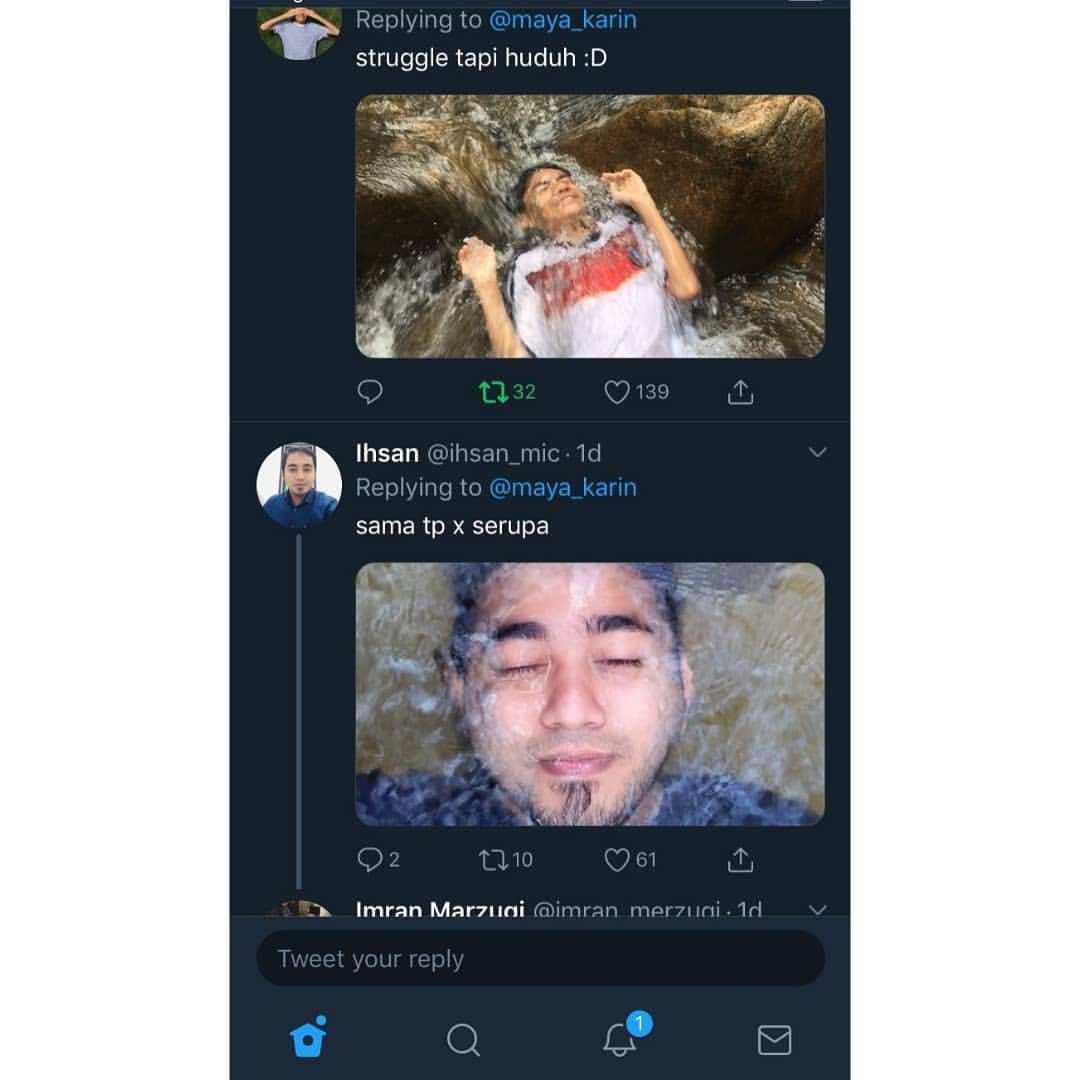 Replying to @maya_karin
struggle tapi huduh :D
32
139
Ihsan @ihsan_mic · 1d
Replying to @maya_karin
sama tp x serupa
2
10
61
Imran Marzuqi @imran_merzuqi · 1d
Tweet your reply
1